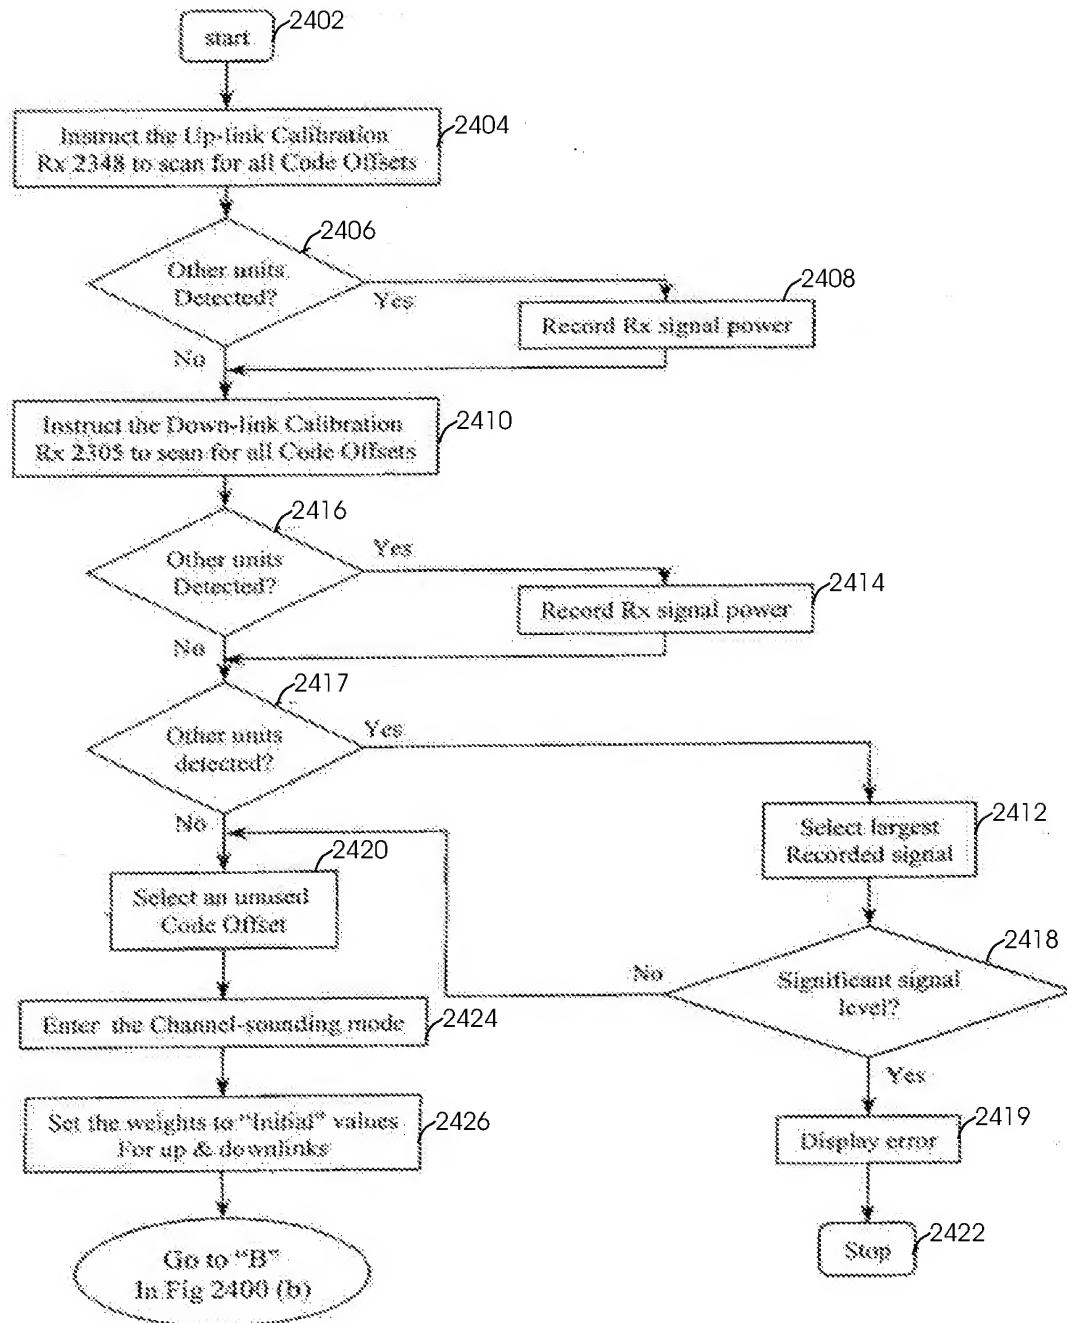 start
2402
Instruct the Up-link Calibration
Rx 2348 to scan for all Code Offsets
2404
2406
Other units
Detected?
Yes
No
2408
Record Rx signal power
Instruct the Down-link Calibration
Rx 2305 to scan for all Code Offsets
2410
2416
Other units
Detected?
Yes
No
2414
Record Rx signal power
2417
Other units
detected?
Yes
No
2412
Select largest
Recorded signal
2420
Select an unused
Code Offset
2418
Significant signal
level?
No
Yes
Enter the Channel-sounding mode
2424
Set the weights to "Initial" values
For up & downlinks
2426
2419
Display error
Go to "B"
In Fig 2400 (b)
Stop
2422